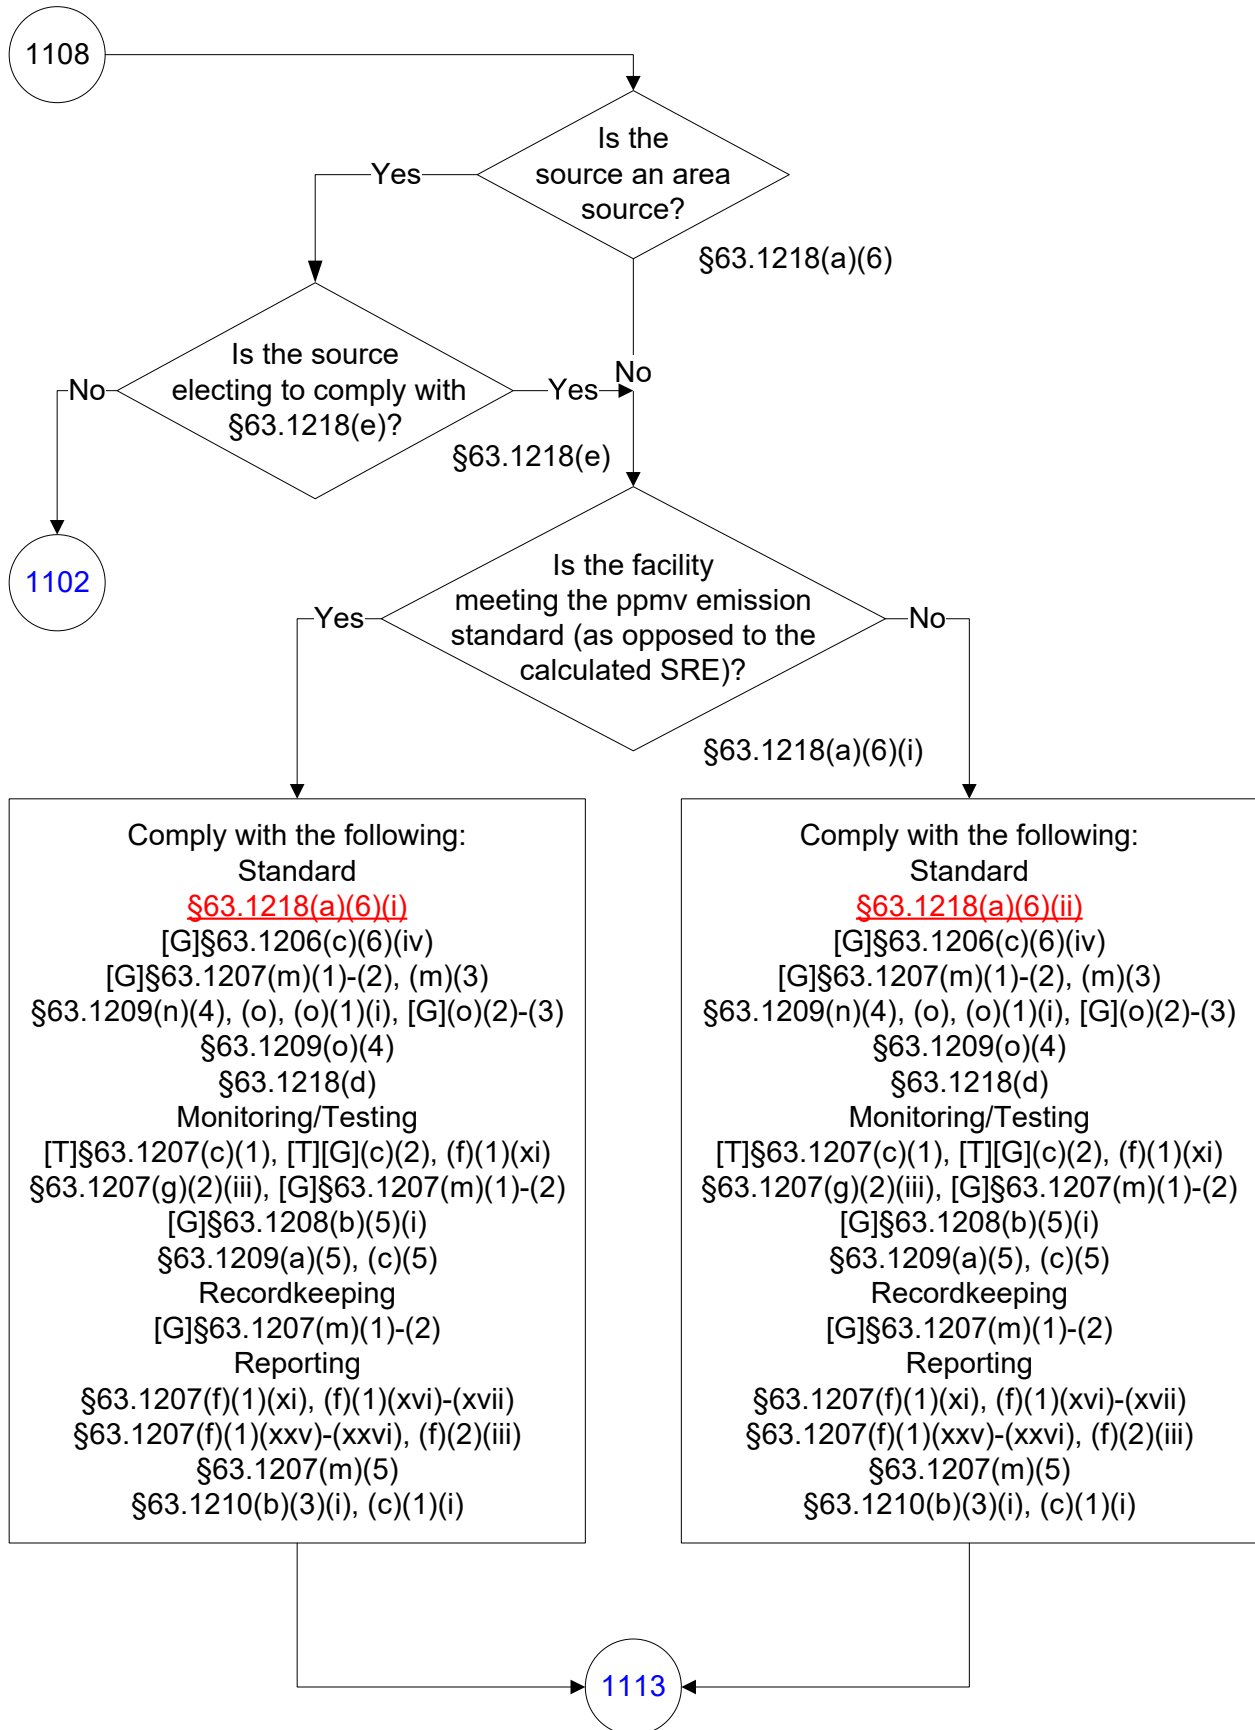 1108
Is the
source an area
source?
Yes
§63.1218(a)(6)
No
Is the source
electing to comply with
§63.1218(e)?
No
Yes
§63.1218(e)
1102
Is the facility
meeting the ppmv emission
standard (as opposed to the
calculated SRE)?
Yes
No
§63.1218(a)(6)(i)
Comply with the following:
Standard
§63.1218(a)(6)(i)
[G]§63.1206(c)(6)(iv)
[G]§63.1207(m)(1)-(2), (m)(3)
§63.1209(n)(4), (o), (o)(1)(i), [G](o)(2)-(3)
§63.1209(o)(4)
§63.1218(d)
Monitoring/Testing
[T]§63.1207(c)(1), [T][G](c)(2), (f)(1)(xi)
§63.1207(g)(2)(iii), [G]§63.1207(m)(1)-(2)
[G]§63.1208(b)(5)(i)
§63.1209(a)(5), (c)(5)
Recordkeeping
[G]§63.1207(m)(1)-(2)
Reporting
§63.1207(f)(1)(xi), (f)(1)(xvi)-(xvii)
§63.1207(f)(1)(xxv)-(xxvi), (f)(2)(iii)
§63.1207(m)(5)
§63.1210(b)(3)(i), (c)(1)(i)
Comply with the following:
Standard
§63.1218(a)(6)(ii)
[G]§63.1206(c)(6)(iv)
[G]§63.1207(m)(1)-(2), (m)(3)
§63.1209(n)(4), (o), (o)(1)(i), [G](o)(2)-(3)
§63.1209(o)(4)
§63.1218(d)
Monitoring/Testing
[T]§63.1207(c)(1), [T][G](c)(2), (f)(1)(xi)
§63.1207(g)(2)(iii), [G]§63.1207(m)(1)-(2)
[G]§63.1208(b)(5)(i)
§63.1209(a)(5), (c)(5)
Recordkeeping
[G]§63.1207(m)(1)-(2)
Reporting
§63.1207(f)(1)(xi), (f)(1)(xvi)-(xvii)
§63.1207(f)(1)(xxv)-(xxvi), (f)(2)(iii)
§63.1207(m)(5)
§63.1210(b)(3)(i), (c)(1)(i)
1113